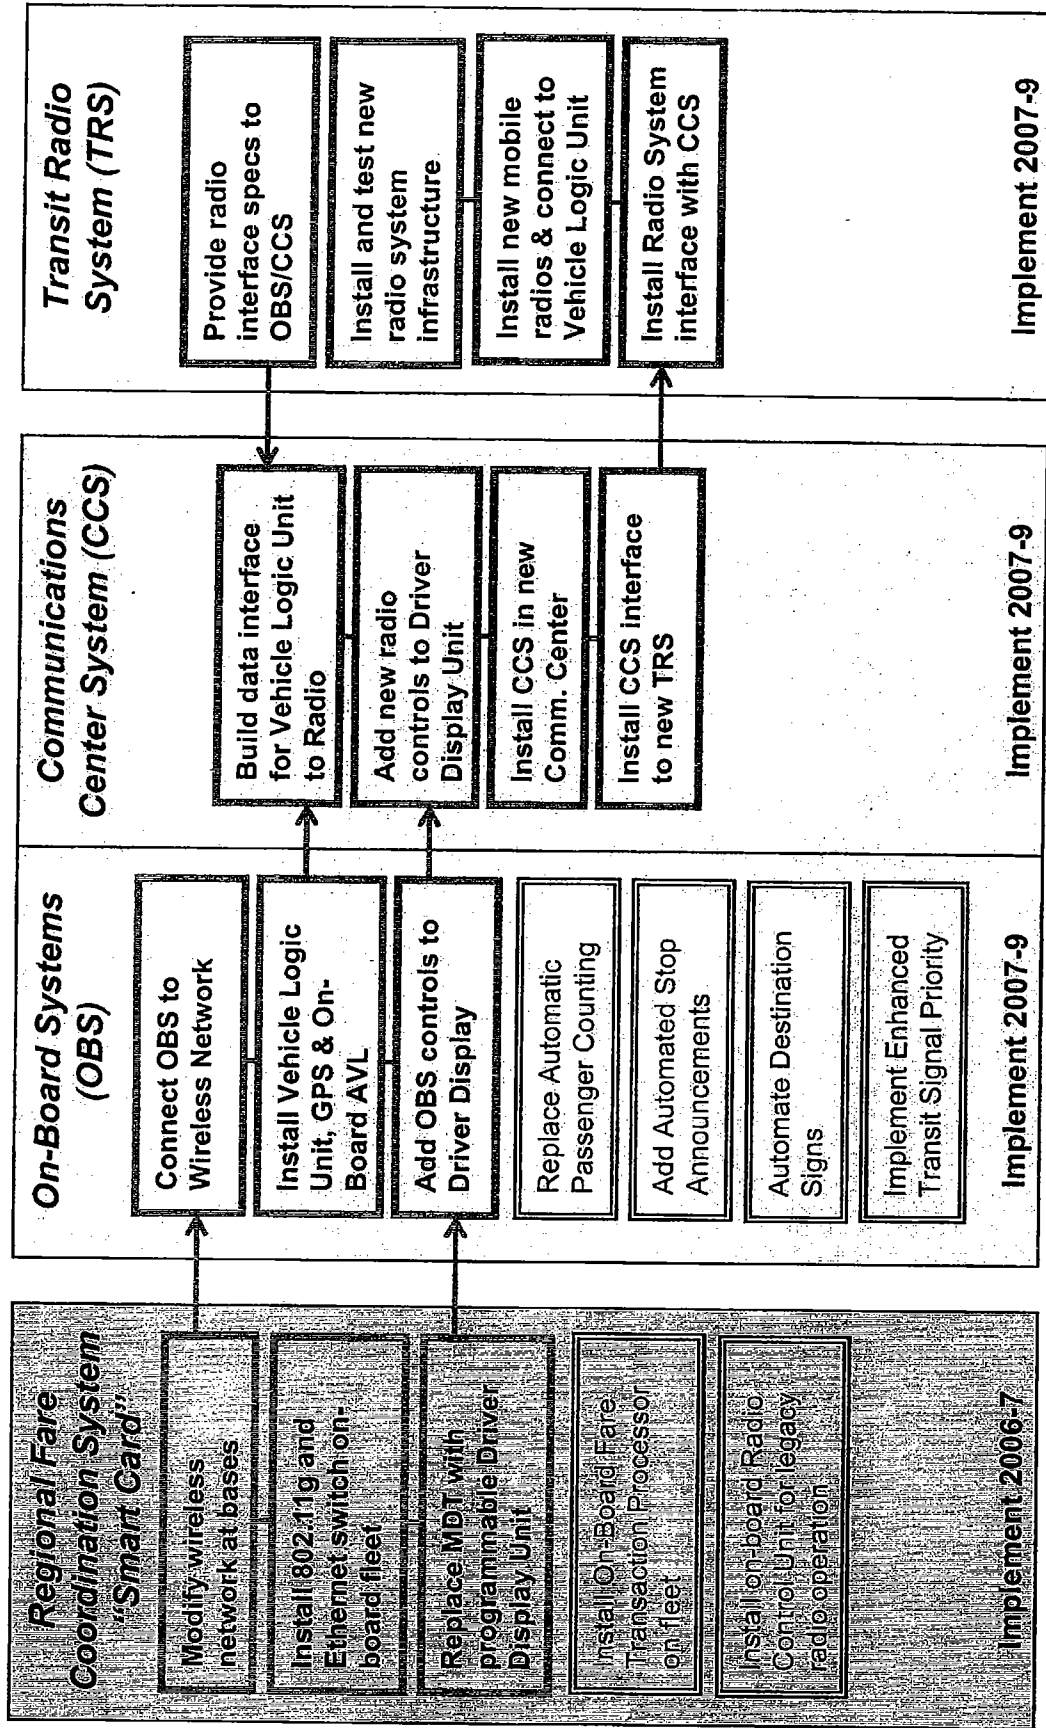 Regional Fare
Coordination System
"Smart Card"
Modify wireless
network at bases
Install 802.11g and
Ethernet switch on-
board fleet
Replace MDT with
programmable Driver
Display Unit
Install On-Board Fare
Transaction Processor
on fleet
Install on-board Radio
Control Unit for legacy
radio operation
Implement 2006-7
On-Board Systems
(OBS)
Connect OBS to
Wireless Network
Install Vehicle Logic
Unit, GPS & On-
Board AVL
Add OBS controls to
Driver Display
Replace Automatic
Passenger Counting
Add Automated Stop
Announcements
Automate Destination
Signs
Implement Enhanced
Transit Signal Priority
Implement 2007-9
Communications
Center System (CCS)
Build data interface
for Vehicle Logic Unit
to Radio
Add new radio
controls to Driver
Display Unit
Install CCS in new
Comm. Center
Install CCS interface
to new TRS
Implement 2007-9
Transit Radio
System (TRS)
Provide radio
interface specs to
OBS/CCS
Install and test new
radio system
infrastructure
Install new mobile
radios & connect to
Vehicle Logic Unit
Install Radio System
interface with CCS
Implement 2007-9